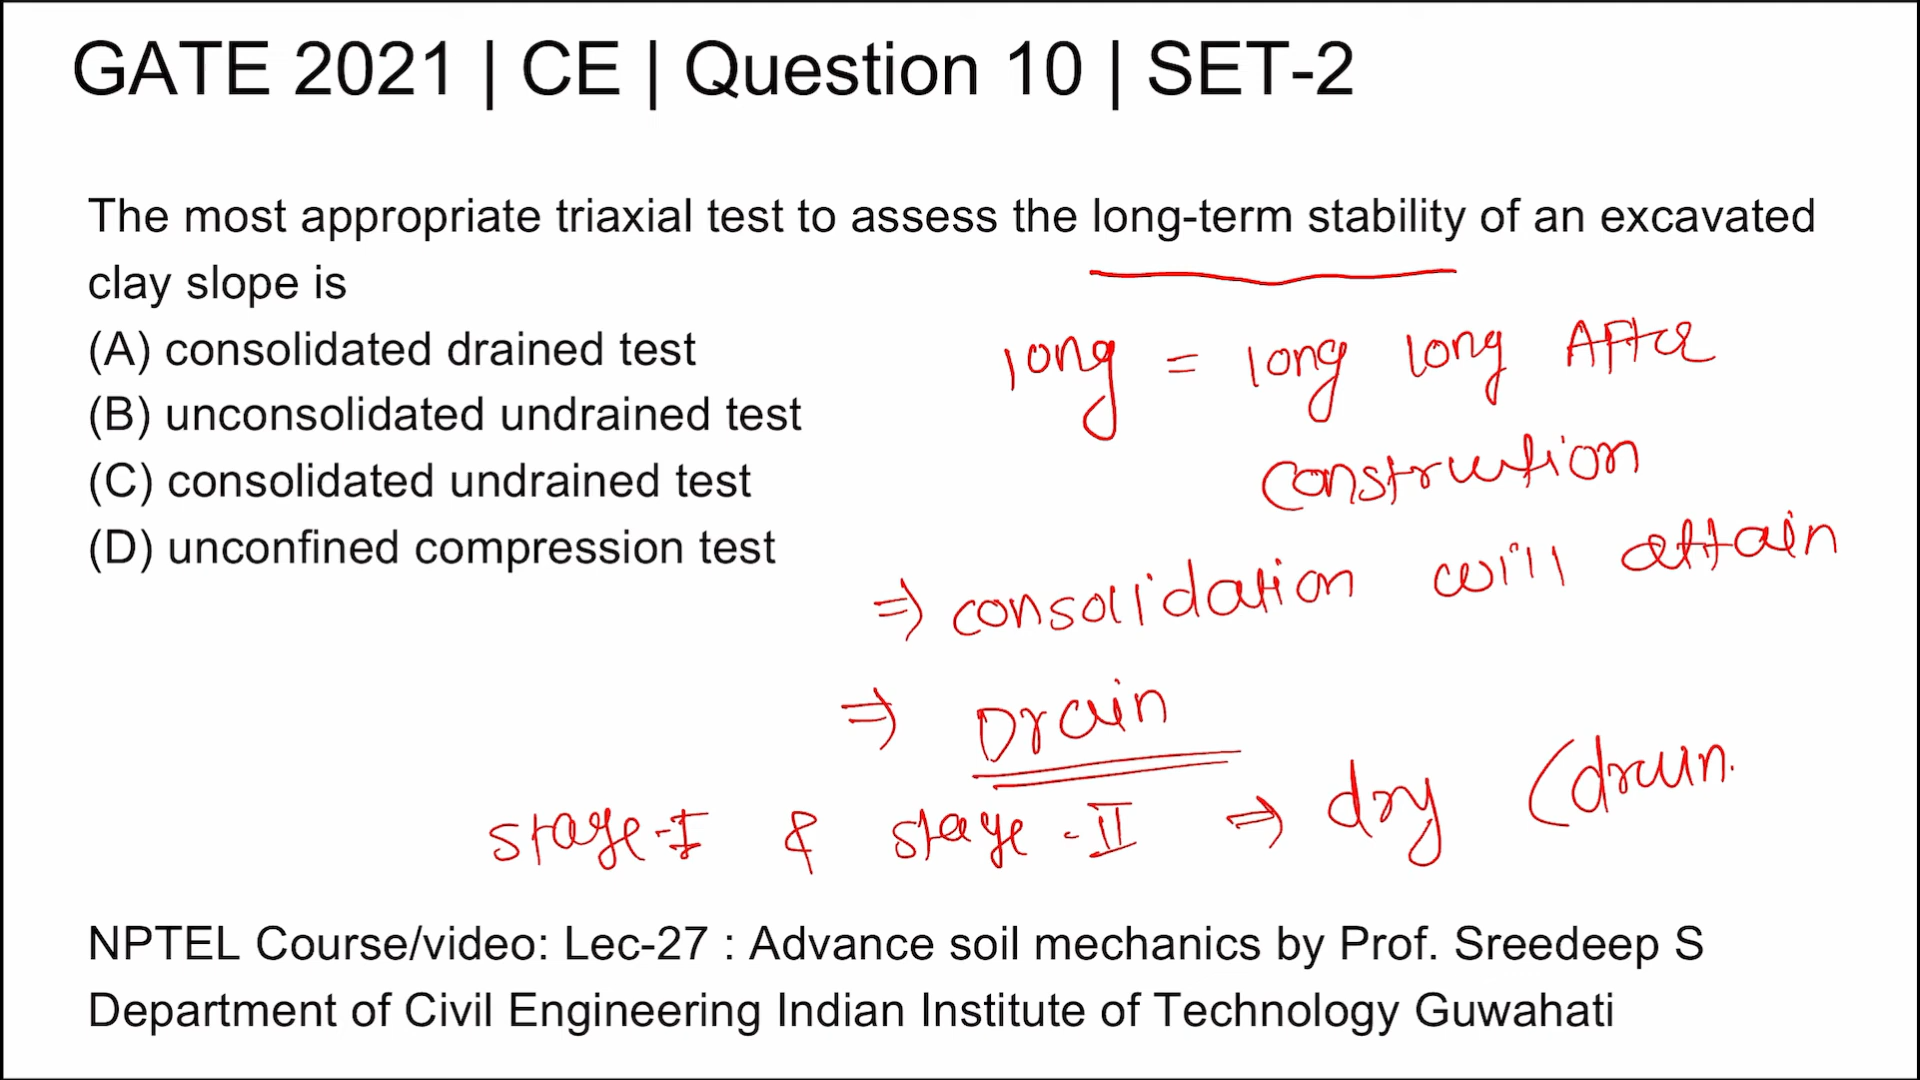 GATE 2021 | CE | Question 10 | SET-2
The most appropriate triaxial test to assess the long-term stability of an excavated
clay slope is
(A) consolidated drained test
(B) unconsolidated undrained test
(C) consolidated undrained test
(D) unconfined compression test
long = long long After
construction
⇒ consolidation will attain
⇒ Drain
stage-I & stage-II ⇒ dry (drain.
NPTEL Course/video: Lec-27 : Advance soil mechanics by Prof. Sreedeep S
Department of Civil Engineering Indian Institute of Technology Guwahati